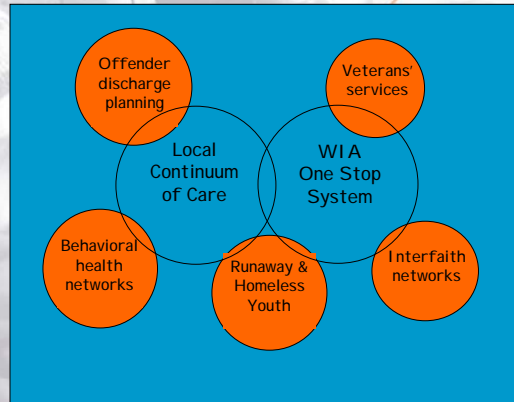 Offender
discharge
planning
Veterans'
services
Local
Continuum
of Care
WIA
One Stop
System
Behavioral
health
networks
Runaway &
Homeless
Youth
Interfaith
networks